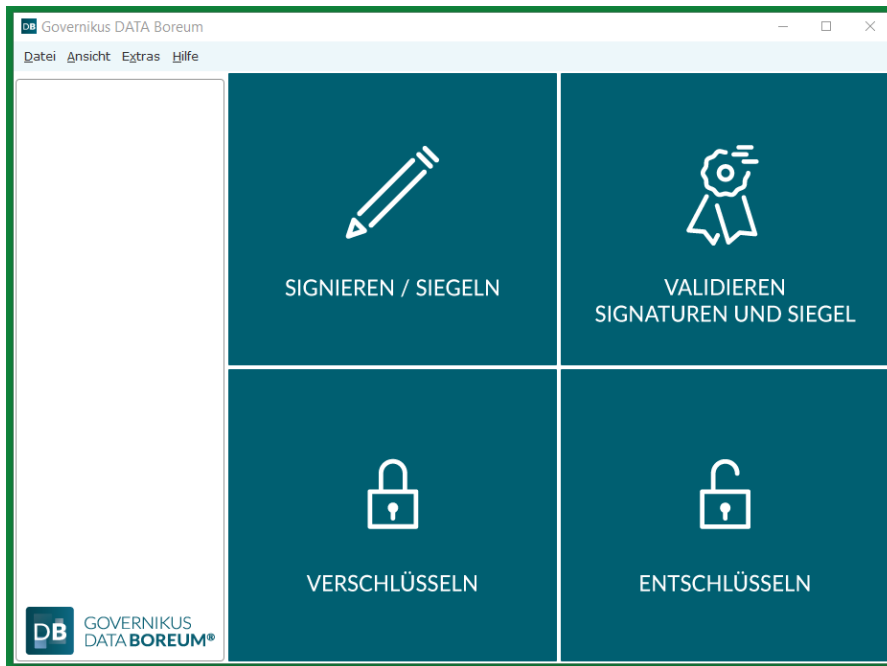 DB Governikus DATA Boreum
Datei Ansicht Extras Hilfe
SIGNIEREN / SIEGELN
VALIDIEREN
SIGNATUREN UND SIEGEL
VERSCHLÜSSELN
ENTSCHLÜSSELN
DB
GOVERNIKUS
DATA BOREUM®